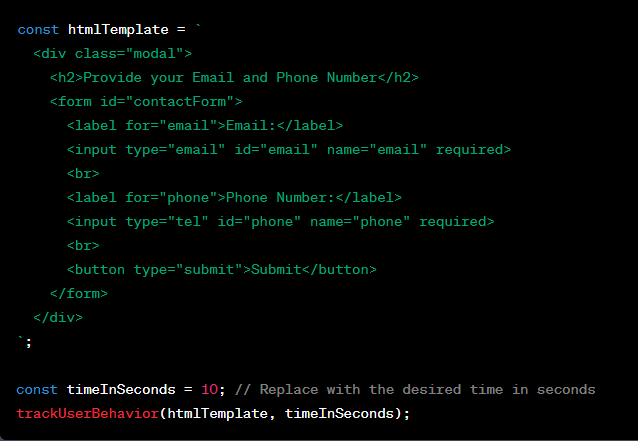 const htmlTemplate = `
<div class="modal">
<h2>Provide your Email and Phone Number</h2>
<form id="contactForm">
<label for="email">Email:</label>
<input type="email" id="email" name="email" required>
<br>
<label for="phone">Phone Number:</label>
<input type="tel" id="phone" name="phone" required>
<br>
<button type="submit">Submit</button>
</form>
</div>
`;
const timeInSeconds = 10; // Replace with the desired time in seconds
trackUserBehavior(htmlTemplate, timeInSeconds);